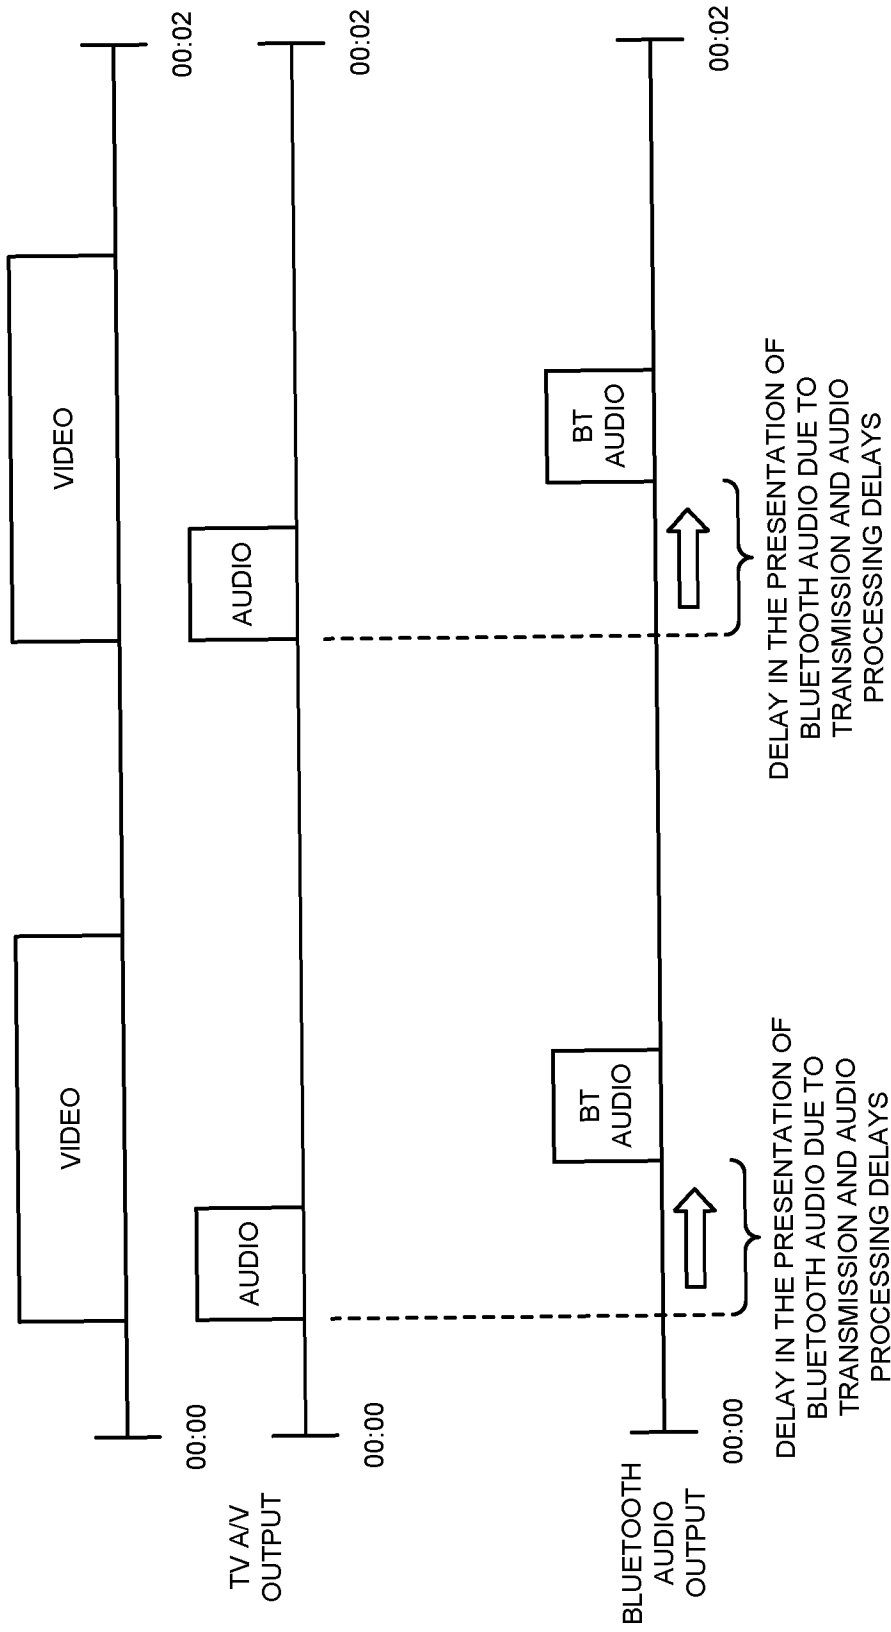 VIDEO
VIDEO
00:00
00:02
TV A/V
OUTPUT
AUDIO
AUDIO
00:00
00:02
BLUETOOTH
AUDIO
OUTPUT
BT
AUDIO
BT
AUDIO
00:00
00:02
DELAY IN THE PRESENTATION OF
BLUETOOTH AUDIO DUE TO
TRANSMISSION AND AUDIO
PROCESSING DELAYS
DELAY IN THE PRESENTATION OF
BLUETOOTH AUDIO DUE TO
TRANSMISSION AND AUDIO
PROCESSING DELAYS